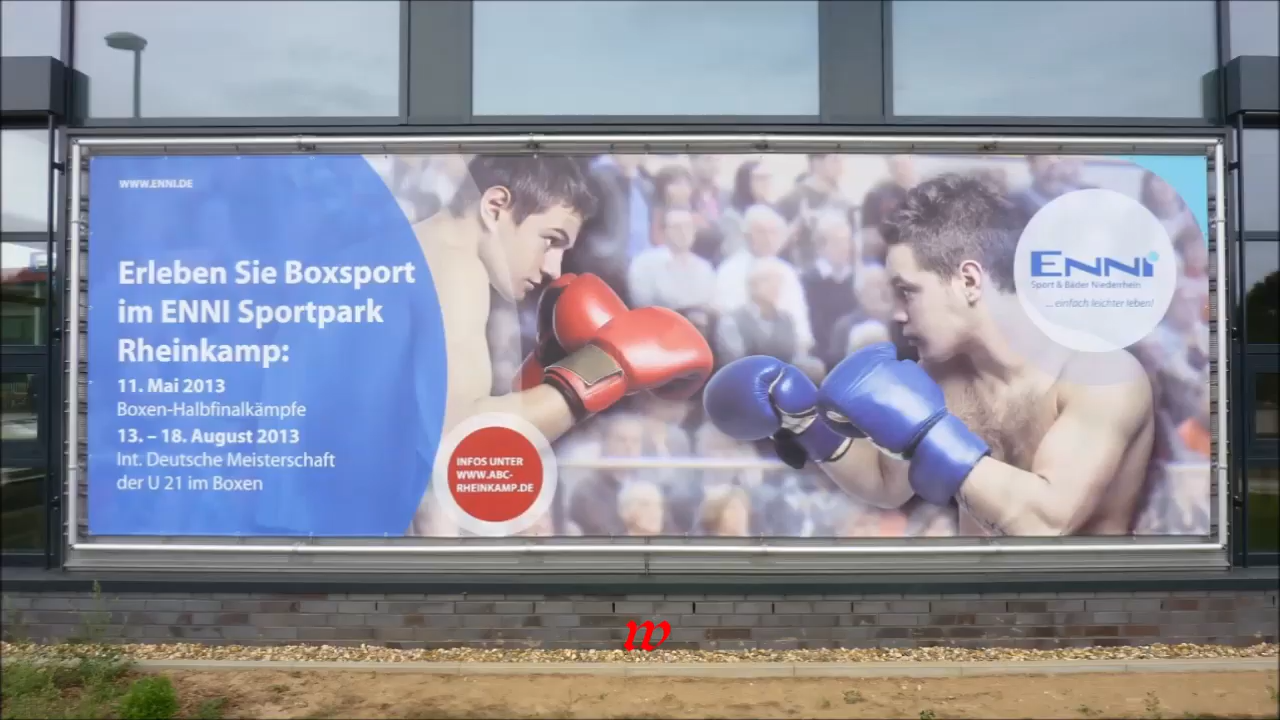 WWW.ENNI.DE
Erleben Sie Boxsport
im ENNI Sportpark
Rheinkamp:
11. Mai 2013
Boxen-Halbfinalkämpfe
13. – 18. August 2013
Int. Deutsche Meisterschaft
der U 21 im Boxen
INFOS UNTER
WWW.ABC-
RHEINKAMP.DE
ENNI
Sport & Bäder Niederrhein
... einfach leichter leben!
w